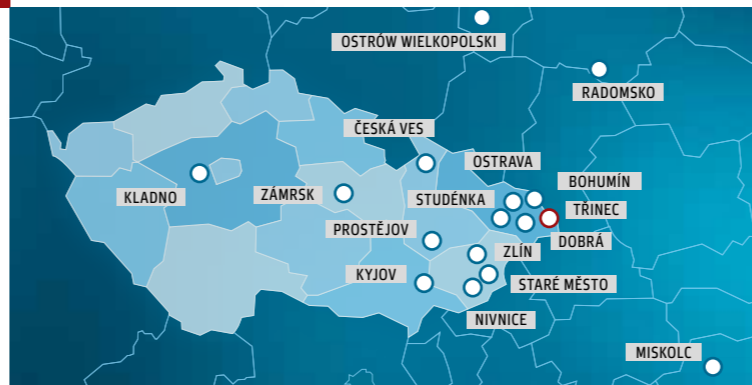 OSTRÓW WIELKOPOLSKI
RADOMSKO
ČESKÁ VES
OSTRAVA
BOHUMÍN
KLADNO
ZÁMRSK
STUDÉNKA
TŘINEC
PROSTĚJOV
DOBRÁ
ZLÍN
KYJOV
STARÉ MĚSTO
NIVNICE
MISKOLC